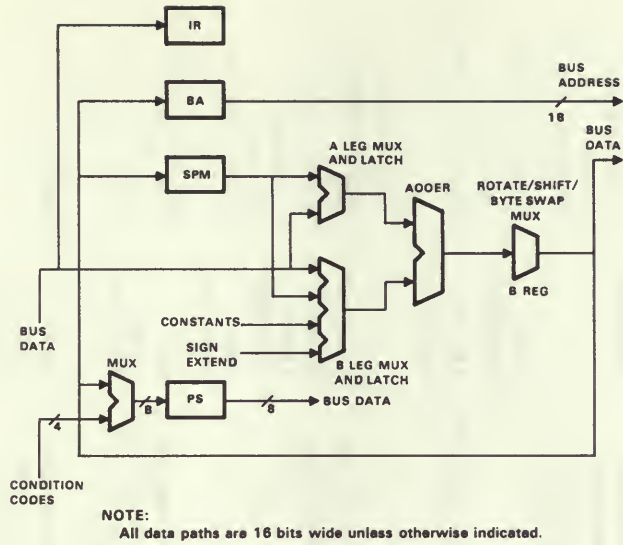 IR
BUS
ADDRESS
BA
18
BUS
DATA
A LEG MUX
AND LATCH
SPM
AOOER
ROTATE/SHIFT/
BYTE SWAP
MUX
B REG
BUS
DATA
CONSTANTS
SIGN
EXTEND
B LEG MUX
AND LATCH
MUX
8
PS
8
BUS DATA
4
CONDITION
CODES
NOTE:
All data paths are 16 bits wide unless otherwise indicated.